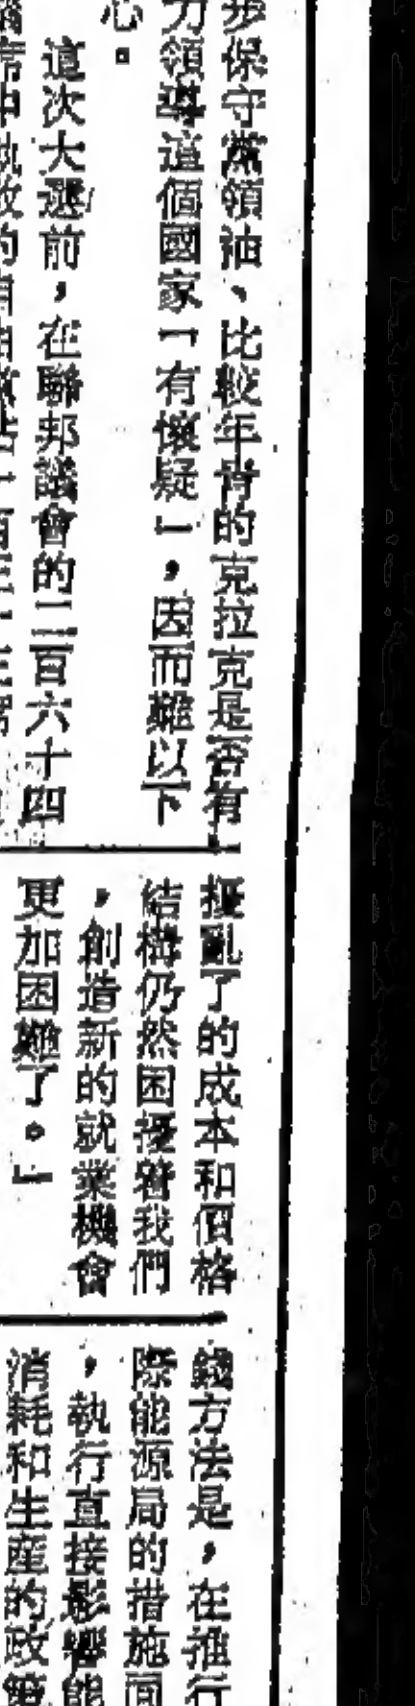 步保守黨領袖、比較年青的克拉克是否有
力領導這個國家「有懷疑」，因而難以下
心。
這次大選前，在聯邦議會的二百六十四
擾亂了的成本和價格
結構仍然困擾着我們
，創造新的就業機會
更加困難了。」
錢方法是，在推行
際能源局的措施同
，執行直接影響能
消耗和生產的政策